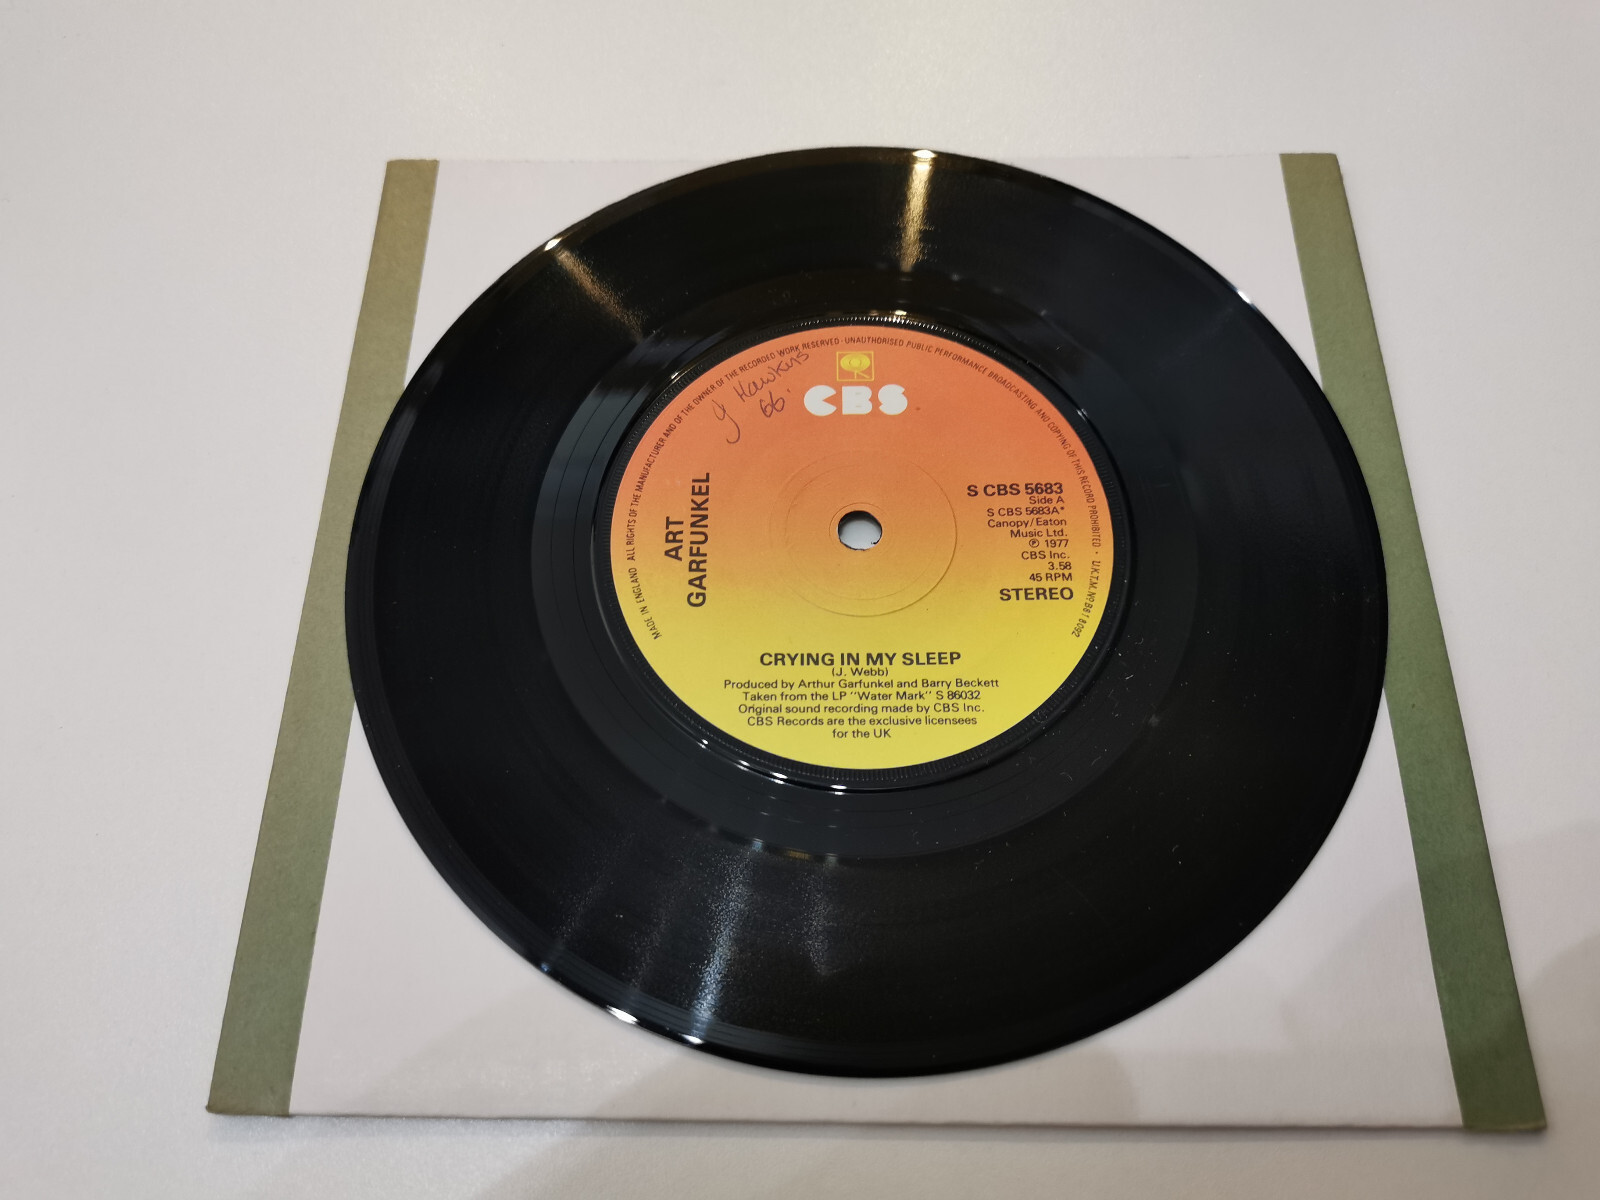 MADE IN ENGLAND ALL RIGHTS OF THE MANUFACTURER AND OF THE OWNER OF THE RECORDED WORK RESERVED · UNAUTHORISED PUBLIC PERFORMANCE BROADCASTING AND COPYING OF THIS RECORD PROHIBITED · U.K.T.M. Nº B618092
J Hawkins
66'
CBS
ART
GARFUNKEL
S CBS 5683
Side A
S CBS 5683A*
Canopy/Eaton
Music Ltd.
℗ 1977
CBS Inc.
3.58
45 RPM
STEREO
CRYING IN MY SLEEP
(J. Webb)
Produced by Arthur Garfunkel and Barry Beckett
Taken from the LP "Water Mark" S 86032
Original sound recording made by CBS Inc.
CBS Records are the exclusive licensees
for the UK